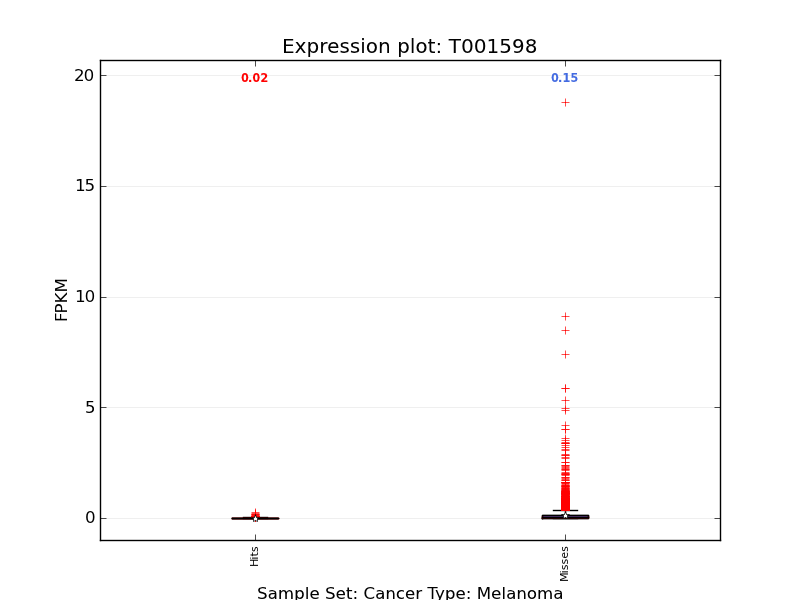 Expression plot: T001598
0.02
0.15
20
15
10
5
0
FPKM
Hits
Misses
Sample Set: Cancer Type: Melanoma